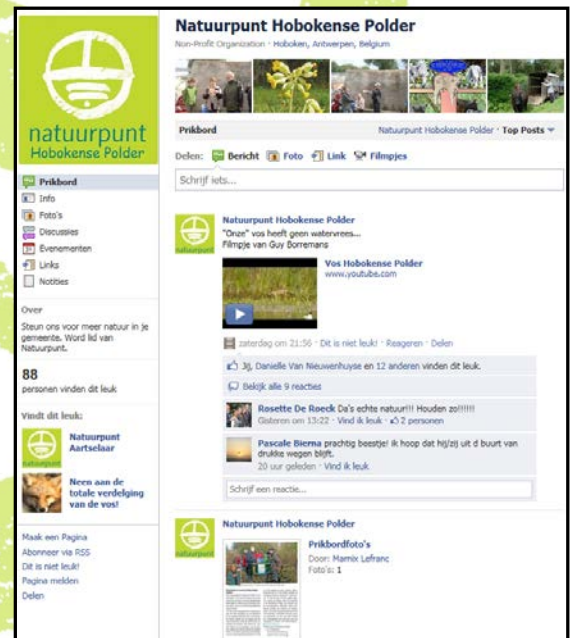 natuurpunt
Hobokense Polder
Prikbord
Info
Foto's
Discussies
Evenementen
Links
Notities
Over
Steun ons voor meer natuur in je
gemeente. Word lid van
Natuurpunt.
88
personen vinden dit leuk
Vindt dit leuk:
natuurpunt
Natuurpunt
Aartselaar
Neen aan de
totale verdelging
van de vos!
Maak een Pagina
Abonneer via RSS
Dit is niet leuk!
Pagina melden
Delen
Natuurpunt Hobokense Polder
Non-Profit Organization · Hoboken, Antwerpen, Belgium
Prikbord Natuurpunt Hobokense Polder · Top Posts
Delen: Bericht Foto Link Filmpjes
Schrijf iets...
natuurpunt
Natuurpunt Hobokense Polder
"Onze" vos heeft geen watervrees...
Filmpje van Guy Borremans
Vos Hobokense Polder
www.youtube.com
zaterdag om 21:56 · Dit is niet leuk! · Reageren · Delen
Jij, Danielle Van Nieuwenhuyse en 12 anderen vinden dit leuk.
Bekijk alle 9 reacties
Rosette De Roeck Da's echte natuur!!! Houden zo!!!!!!
Gisteren om 13:22 · Vind ik leuk · 2 personen
Pascale Bierna prachtig beestje! ik hoop dat hij/zij uit d buurt van
drukke wegen blijft.
20 uur geleden · Vind ik leuk
Schrijf een reactie...
natuurpunt
Natuurpunt Hobokense Polder
Prikbordfoto's
Door: Marnix Lefranc
Foto's: 1